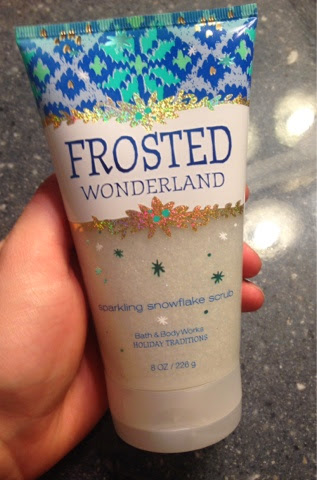 FROSTED
WONDERLAND
sparkling snowflake scrub
Bath & Body Works
HOLIDAY TRADITIONS
8 OZ / 226 g